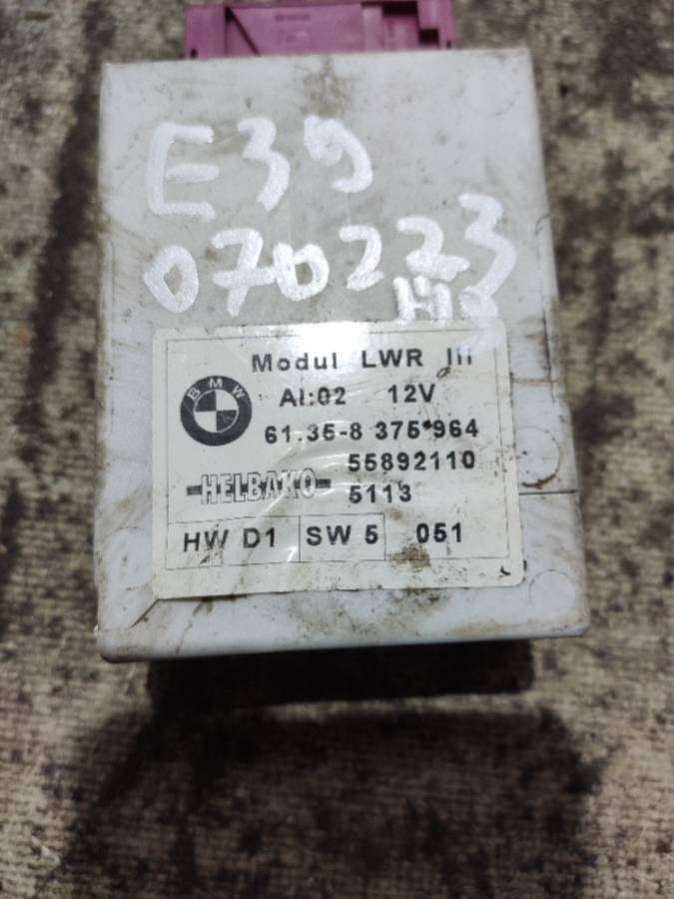 E39
070223
Modul LWR III
BMW
AI:02 12V
61.35-8 375*964
55892110
HELBAKO
5113
HW D1 SW 5 051